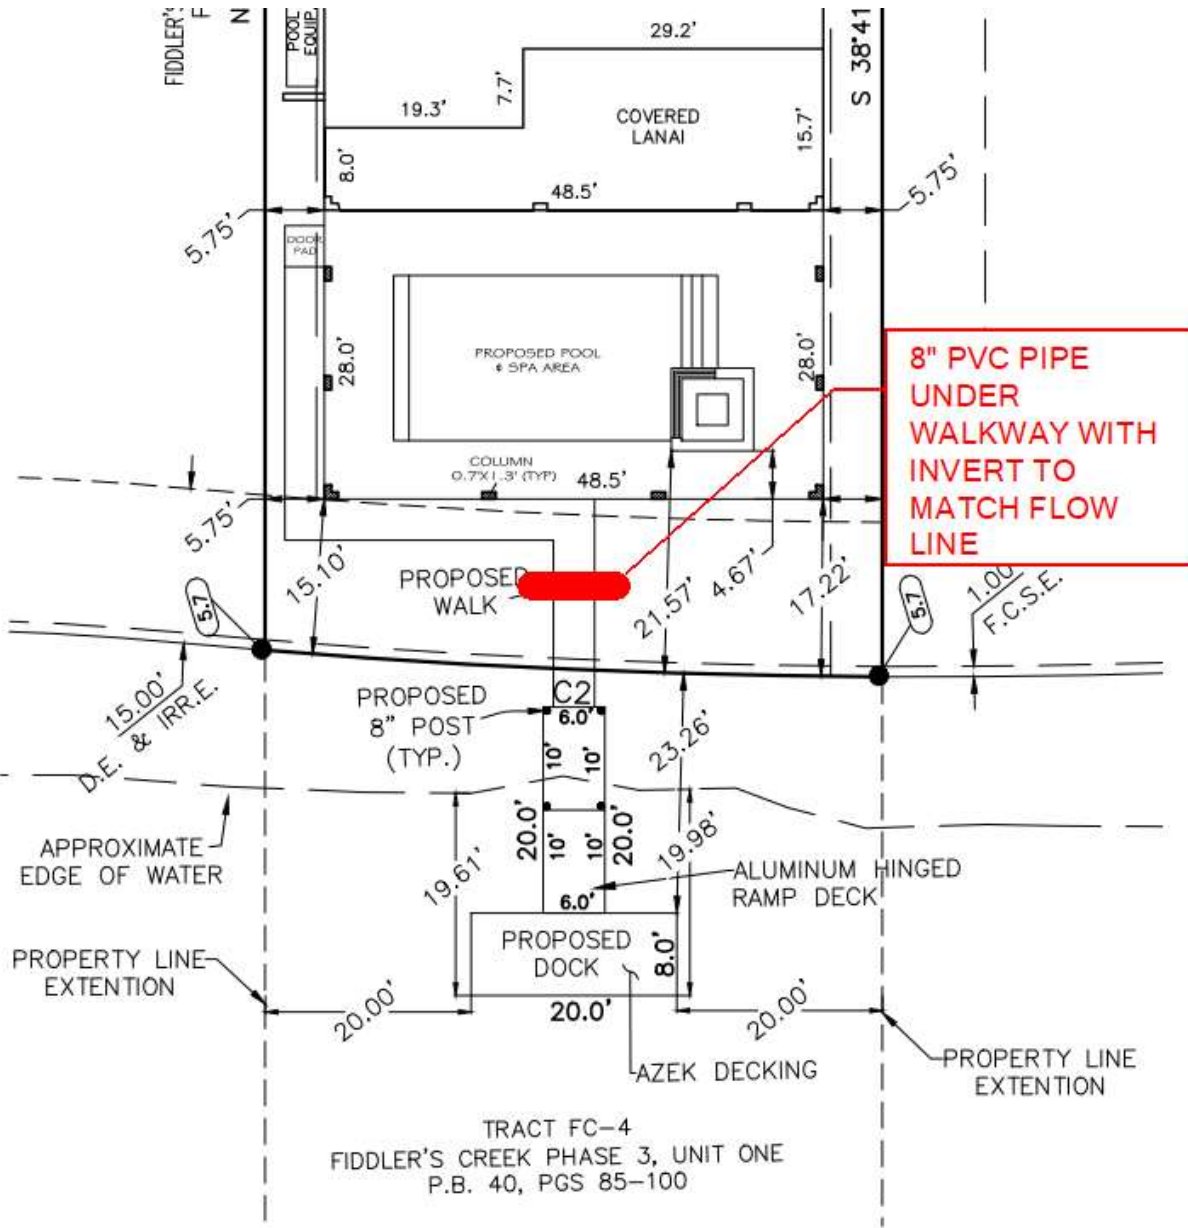 FIDDLER'S
F
N
POOL
EQUIP.
29.2'
S 38°41
7.7'
19.3'
COVERED
LANAI
15.7'
8.0'
48.5'
5.75'
5.75'
DOOR
PAD
28.0'
PROPOSED POOL
& SPA AREA
28.0'
8" PVC PIPE
UNDER
WALKWAY WITH
INVERT TO
MATCH FLOW
LINE
COLUMN
0.7'X1.3' (TYP)
48.5'
5.75'
15.10'
PROPOSED
WALK
21.57'
4.67'
17.22'
5.7
5.7
1.00'
F.C.S.E.
15.00'
D.E. & IRR.E.
PROPOSED
8" POST
(TYP.)
C2
6.0'
10'
10'
23.26'
20.0'
20.0'
10'
10'
6.0'
APPROXIMATE
EDGE OF WATER
19.61'
19.98'
ALUMINUM HINGED
RAMP DECK
PROPOSED
DOCK
8.0'
PROPERTY LINE
EXTENTION
20.00'
20.0'
20.00'
AZEK DECKING
PROPERTY LINE
EXTENTION
TRACT FC-4
FIDDLER'S CREEK PHASE 3, UNIT ONE
P.B. 40, PGS 85-100